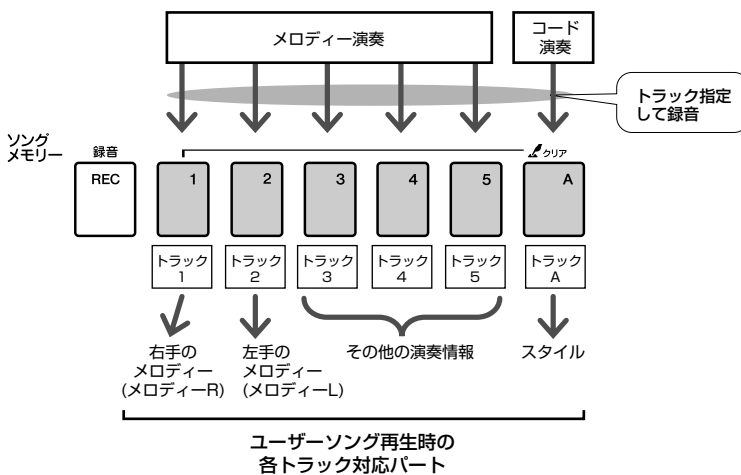 メロディー演奏
コード
演奏
トラック指定
して録音
ソング
メモリー
録音
クリア
REC
1
2
3
4
5
A
トラック
1
トラック
2
トラック
3
トラック
4
トラック
5
トラック
A
右手の
メロディー
(メロディーR)
左手の
メロディー
(メロディーL)
その他の演奏情報
スタイル
ユーザーソング再生時の
各トラック対応パート